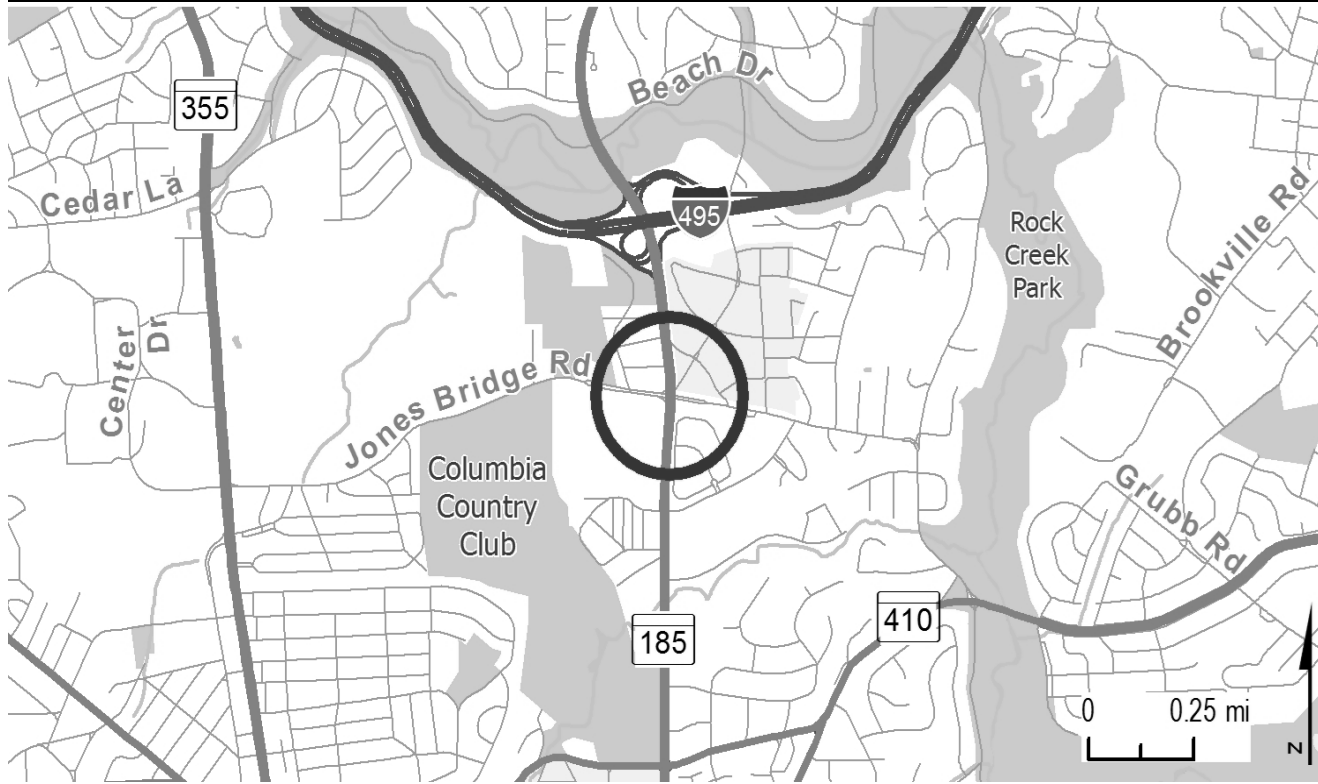 355
Beach Dr
Cedar La
495
Rock
Creek
Park
Brookville Rd
Center
Dr
Jones Bridge Rd
Columbia
Country
Club
Grubb Rd
410
185
0 0.25 mi
N